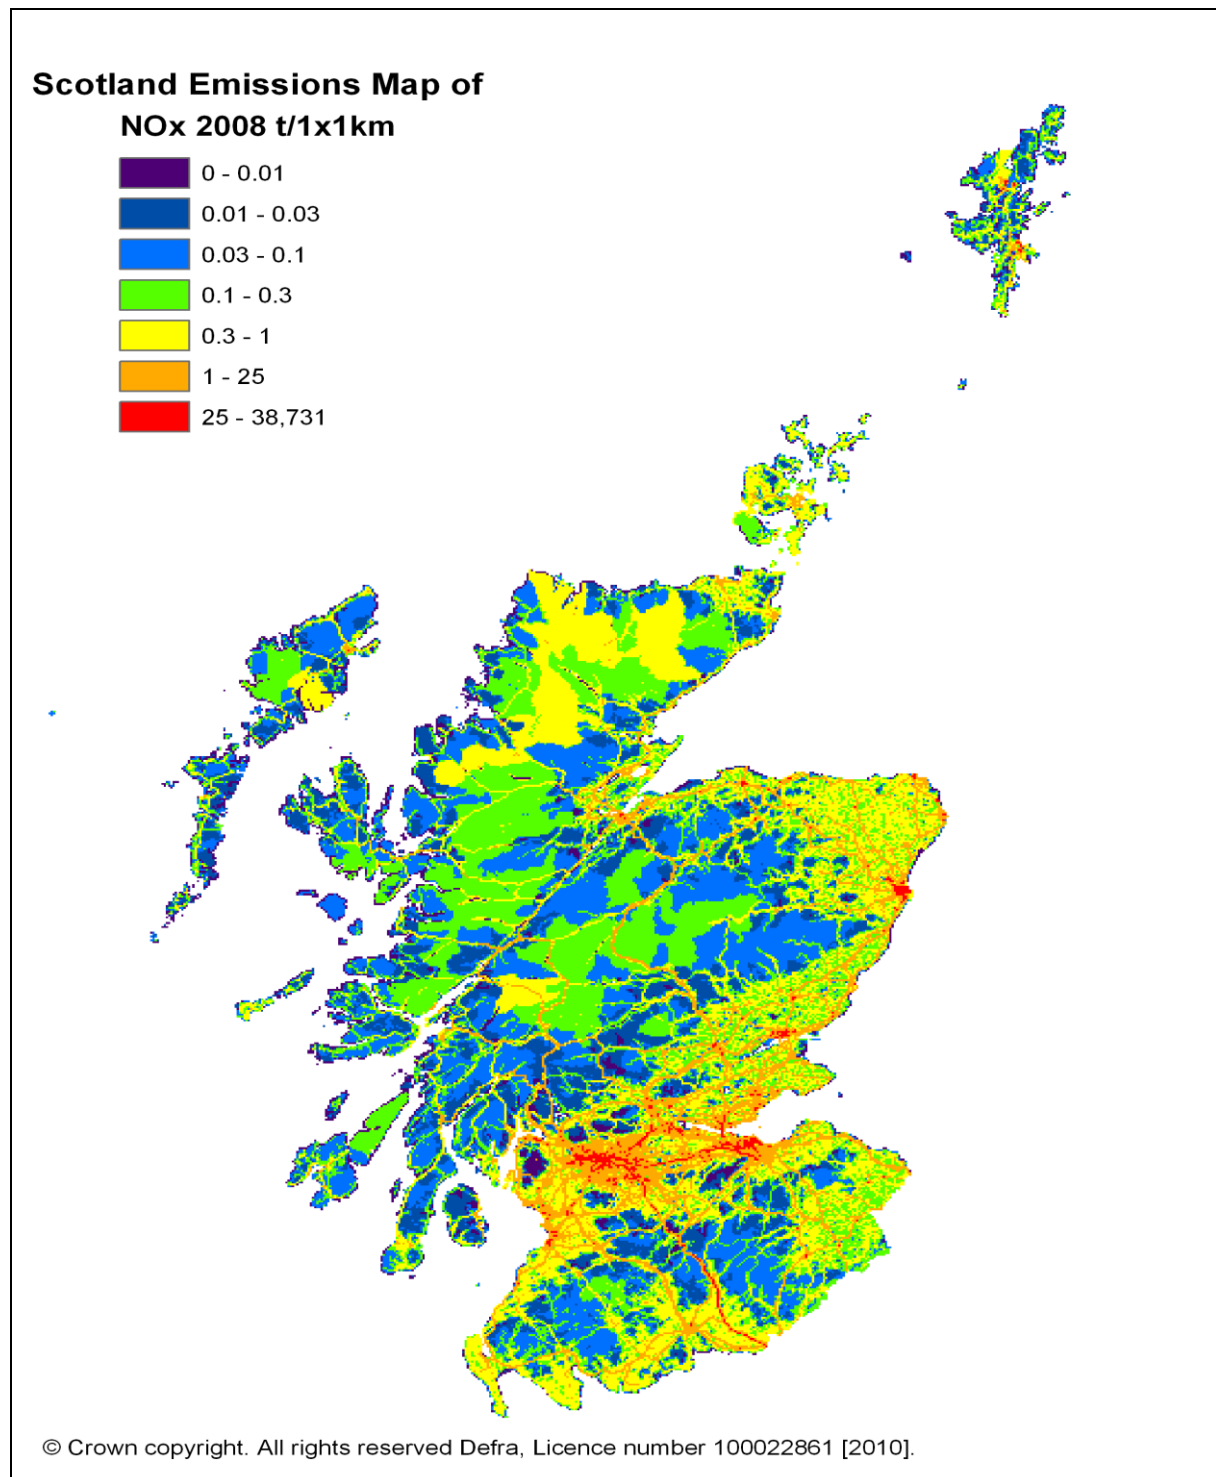 Scotland Emissions Map of
NOx 2008 t/1x1km
0 - 0.01
0.01 - 0.03
0.03 - 0.1
0.1 - 0.3
0.3 - 1
1 - 25
25 - 38,731
© Crown copyright. All rights reserved Defra, Licence number 100022861 [2010].